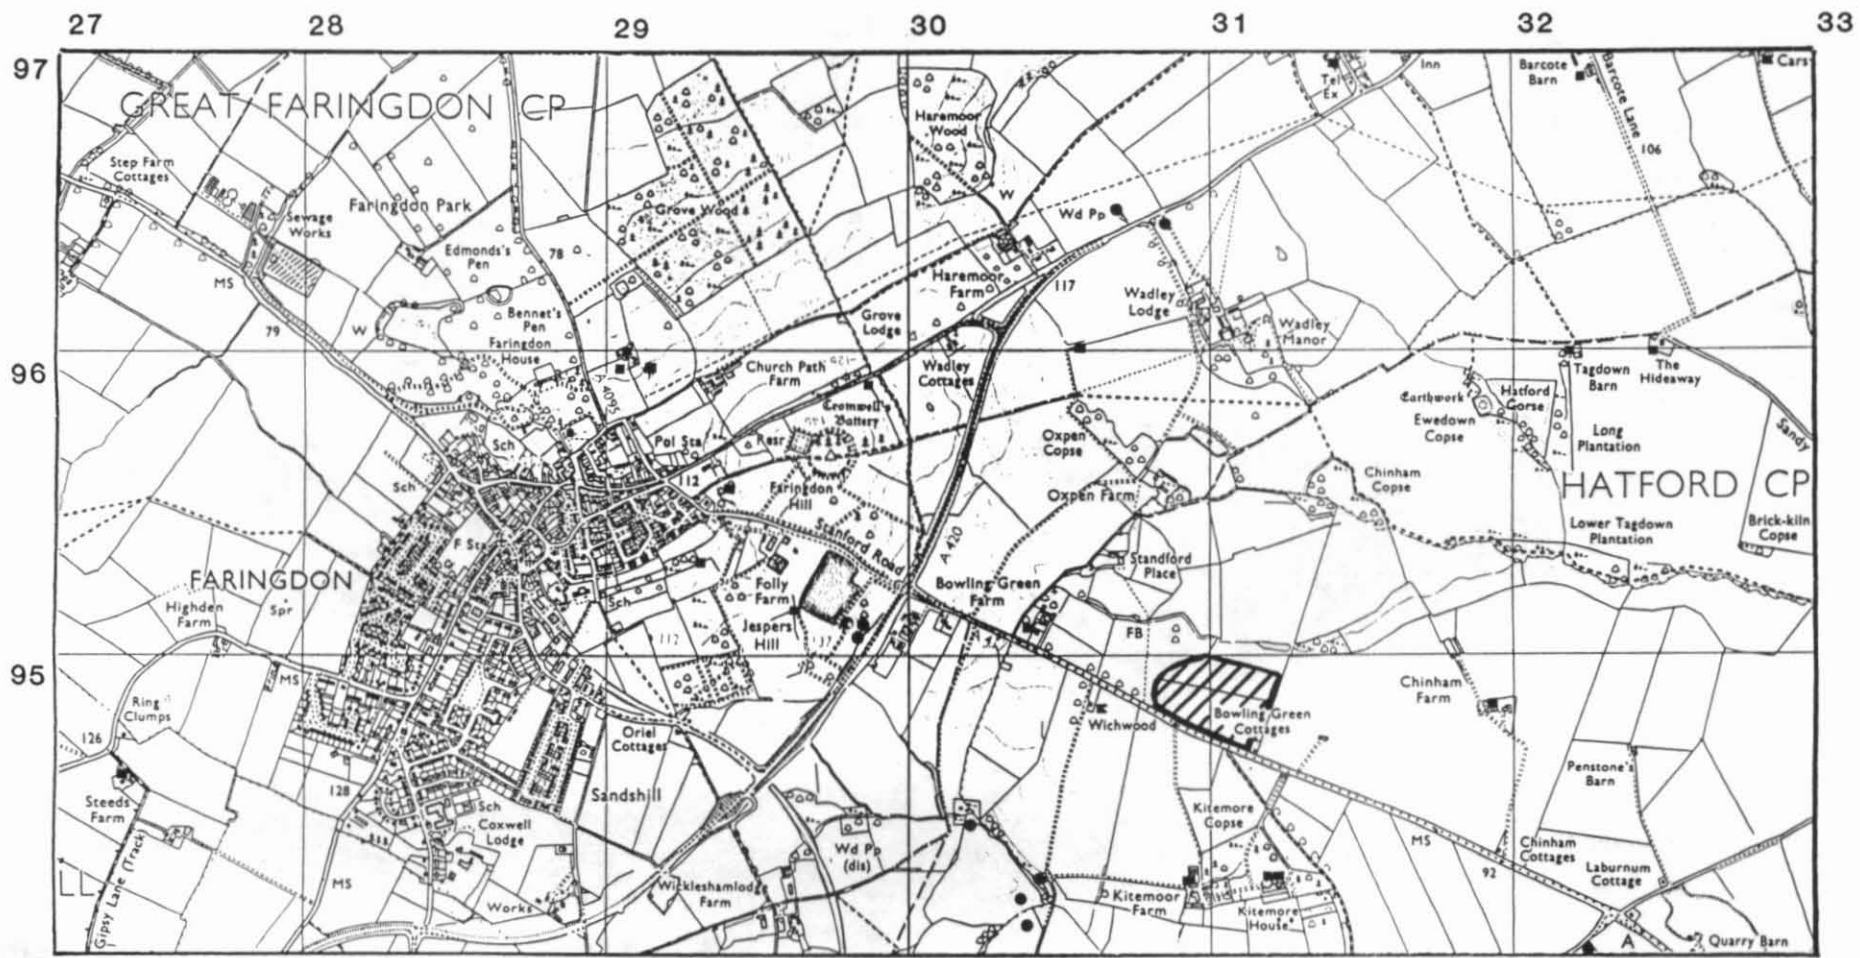 27 28 29 30 31 32 33
97
GREAT FARINGDON CP
Step Farm
Cottages
Faringdon Park
Sewage
Works
Edmonds's
Pen
78
MS
79
W
Bennet's
Pen
Faringdon
House
Grove Wood
Haremoor
Wood
W
Wd Pp
Haremoor
Farm
117
Grove
Lodge
Wadley
Lodge
Wadley
Manor
Tel
Ex
Inn
Barcote
Barn
Barcote Lane
106
Cars
96
4095
Church Path
Farm
Wadley
Cottages
Cromwell's
Battery
Resr
Pol Sta
Sch
Sch
112
Faringdon
Hill
Stanford Road
A 420
Oxpen
Copse
Oxpen Farm
Chinham
Copse
Earthwork
Ewedown
Copse
Hatford
Gorse
Tagdown
Barn
The
Hideaway
Long
Plantation
Sandy
HATFORD CP
Lower Tagdown
Plantation
Brick-kiln
Copse
F Sta
FARINGDON
Highden
Farm
Spr
Sch
112
Folly
Farm
Jespers
Hill
137
Bowling Green
Farm
Standford
Place
FB
95
MS
Ring
Clumps
126
Oriel
Cottages
Wichwood
Bowling Green
Cottages
Chinham
Farm
Steeds
Farm
128
Sch
Coxwell
Lodge
Sandshill
Wd Pp
(dis)
Kitemore
Copse
Penstone's
Barn
MS
Chinham
Cottages
92
Laburnum
Cottage
LL
Gipsy Lane (Track)
MS
Works
Wickleshamlodge
Farm
Kitemoor
Farm
Kitemore
House
A
Quarry Barn